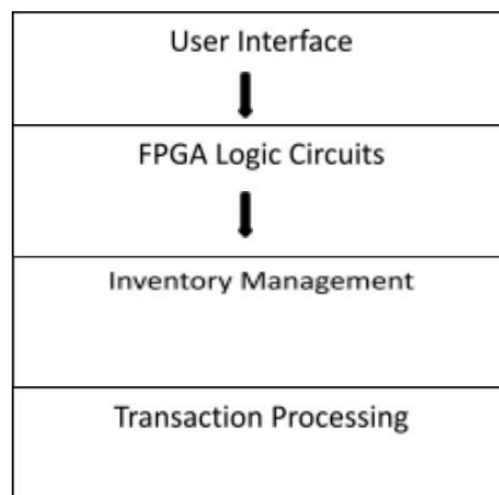 User Interface
FPGA Logic Circuits
Inventory Management
Transaction Processing